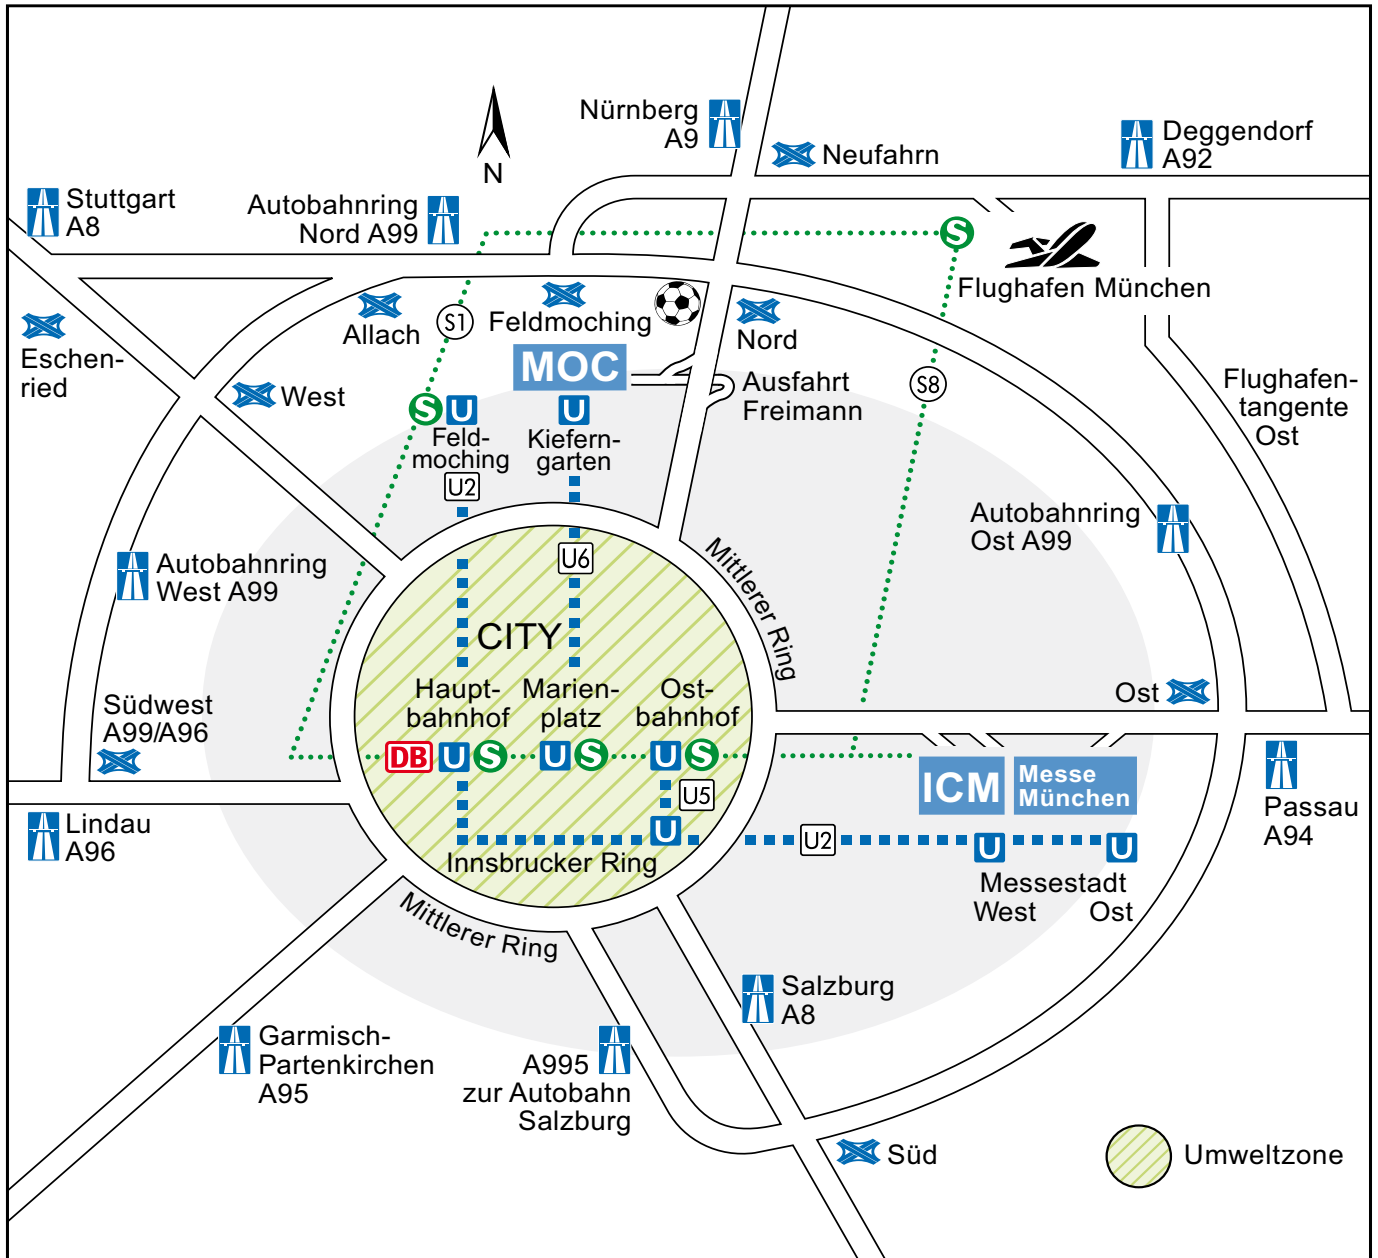 Nürnberg
A9
Neufahrn
Deggendorf
A92
N
Stuttgart
A8
Autobahnring
Nord A99
S
Flughafen München
Eschen-
ried
Allach
S1
Feldmoching
Nord
MOC
West
Ausfahrt
Freimann
S8
Flughafen-
tangente
Ost
S U
Feld-
moching
U2
U
Kiefern-
garten
U6
Autobahnring
Ost A99
Autobahnring
West A99
Mittlerer Ring
CITY
Haupt-
bahnhof
Marien-
platz
Ost-
bahnhof
Ost
Südwest
A99/A96
DB U S
U S
U S
ICM
Messe
München
U5
Passau
A94
Lindau
A96
U
U2
U
U
Innsbrucker Ring
Messestadt
West
Ost
Mittlerer Ring
Salzburg
A8
Garmisch-
Partenkirchen
A95
A995
zur Autobahn
Salzburg
Süd
Umweltzone